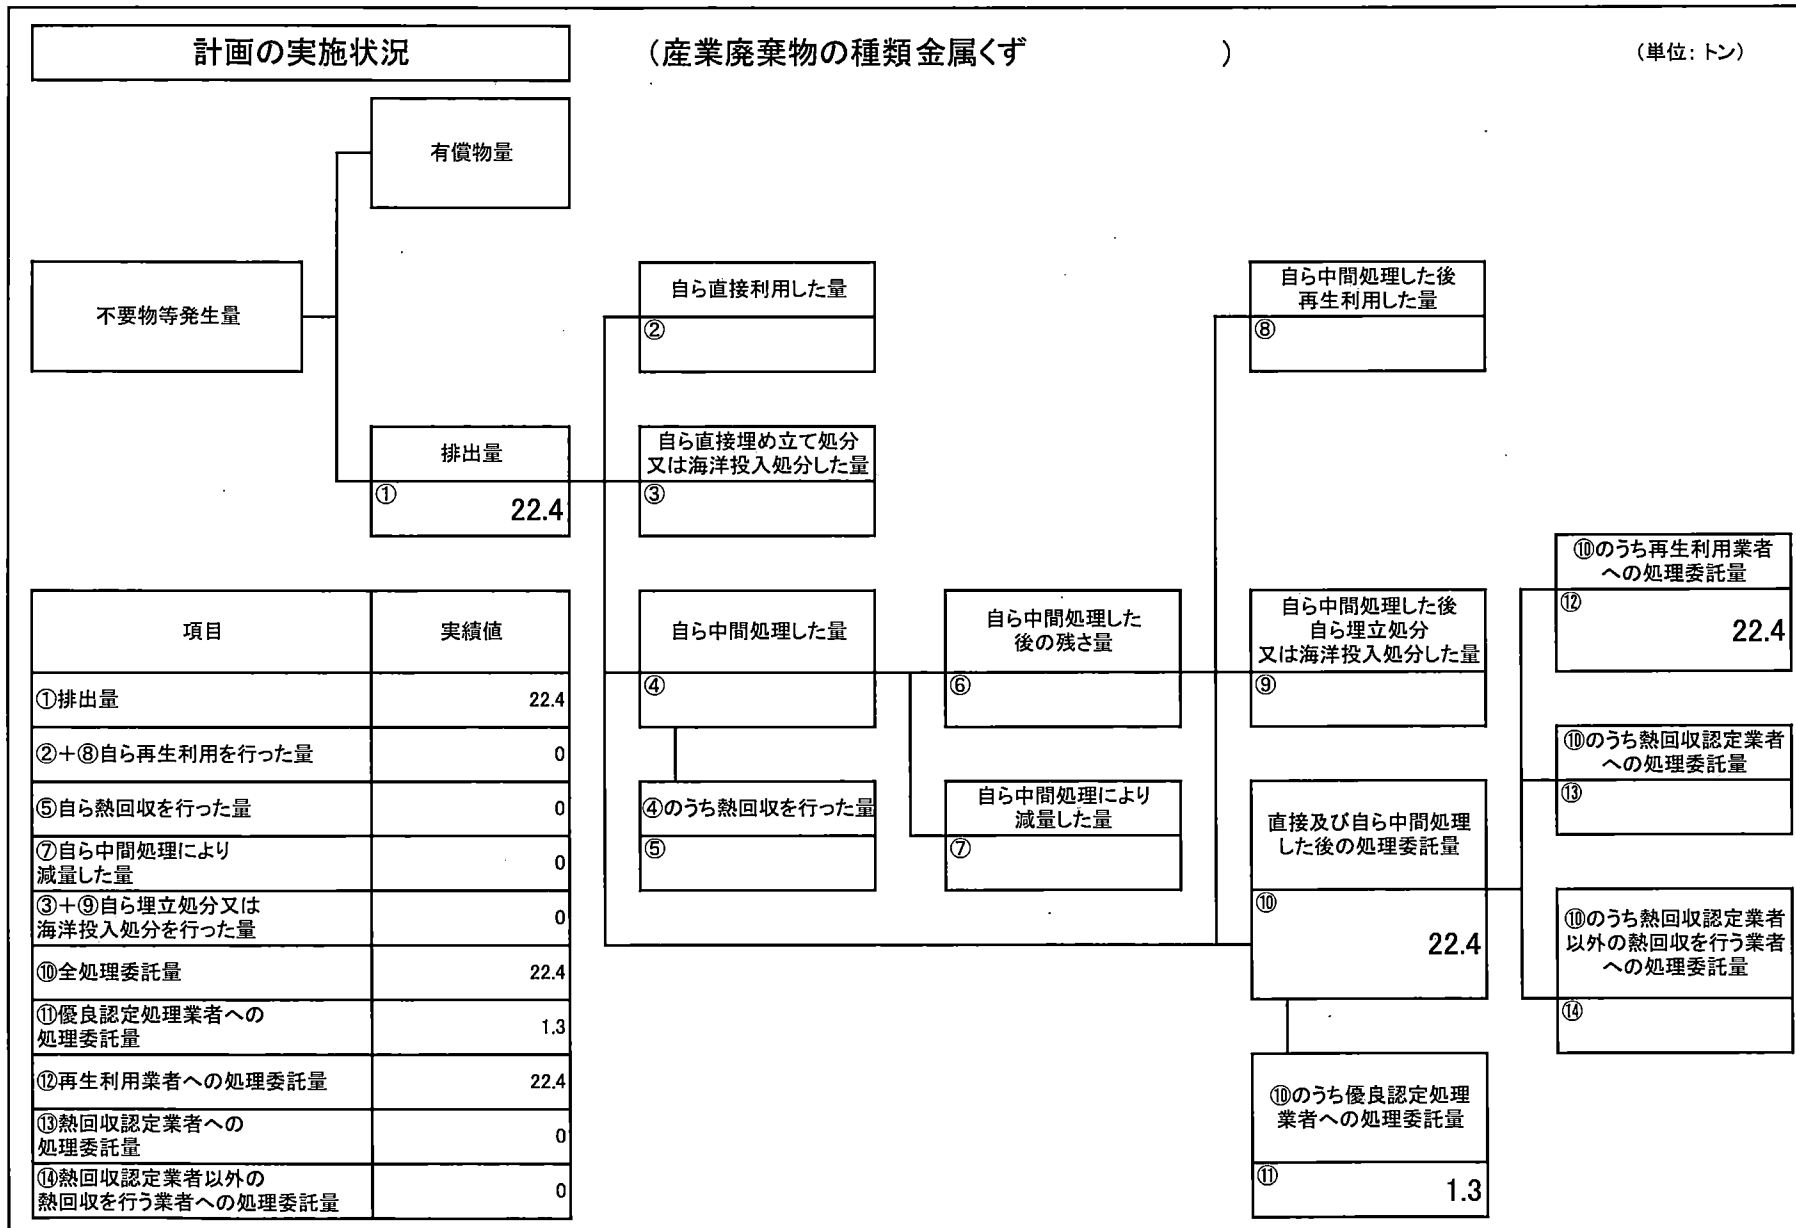 計画の実施状況
(産業廃棄物の種類金属くず )
(単位:トン)
有償物量
不要物等発生量
自ら直接利用した量
②
自ら中間処理した後
再生利用した量
⑧
排出量
①
22.4
自ら直接埋め立て処分
又は海洋投入処分した量
③
⑩のうち再生利用業者
への処理委託量
⑫
22.4
自ら中間処理した量
④
自ら中間処理した
後の残さ量
⑥
自ら中間処理した後
自ら埋立処分
又は海洋投入処分した量
⑨
⑩のうち熱回収認定業者
への処理委託量
⑬
④のうち熱回収を行った量
⑤
自ら中間処理により
減量した量
⑦
直接及び自ら中間処理
した後の処理委託量
⑩
22.4
⑩のうち熱回収認定業者
以外の熱回収を行う業者
への処理委託量
⑭
⑩のうち優良認定処理
業者への処理委託量
⑪
1.3
項目 実績値
①排出量 22.4
②+⑧自ら再生利用を行った量 0
⑤自ら熱回収を行った量 0
⑦自ら中間処理により
減量した量 0
③+⑨自ら埋立処分又は
海洋投入処分を行った量 0
⑩全処理委託量 22.4
⑪優良認定処理業者への
処理委託量 1.3
⑫再生利用業者への処理委託量 22.4
⑬熱回収認定業者への
処理委託量 0
⑭熱回収認定業者以外の
熱回収を行う業者への処理委託量 0